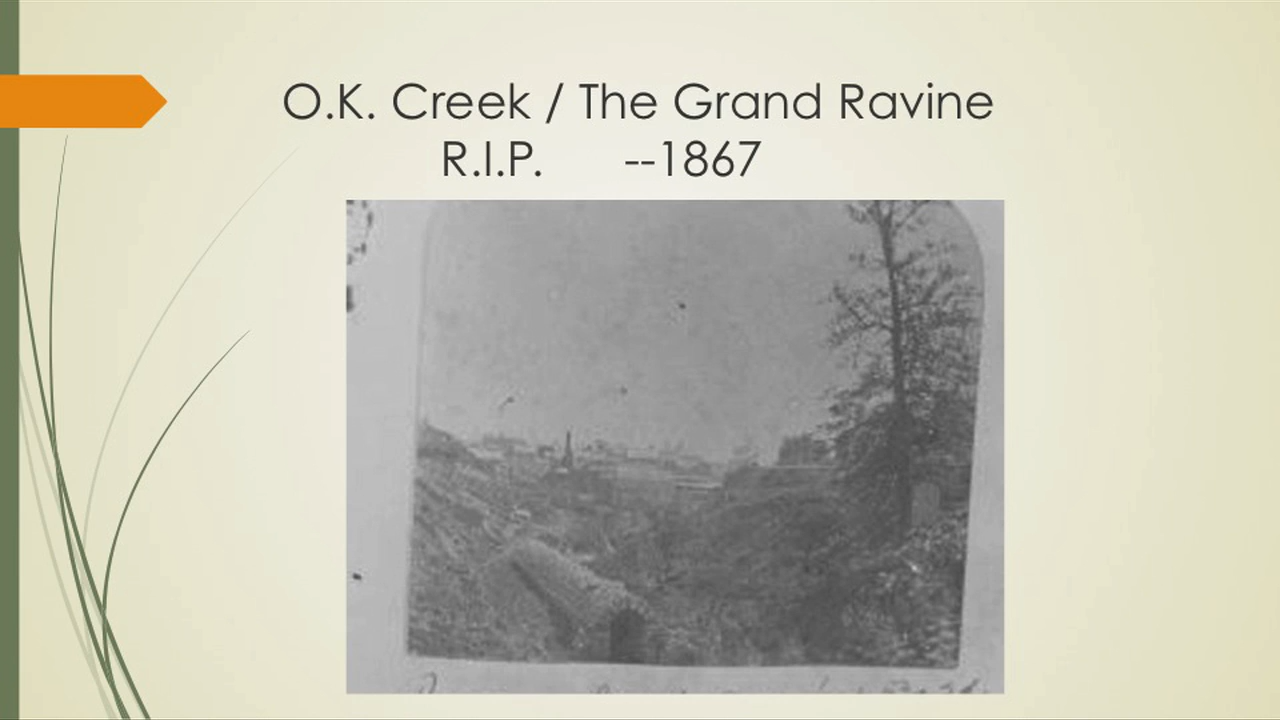 O.K. Creek / The Grand Ravine
R.I.P. --1867